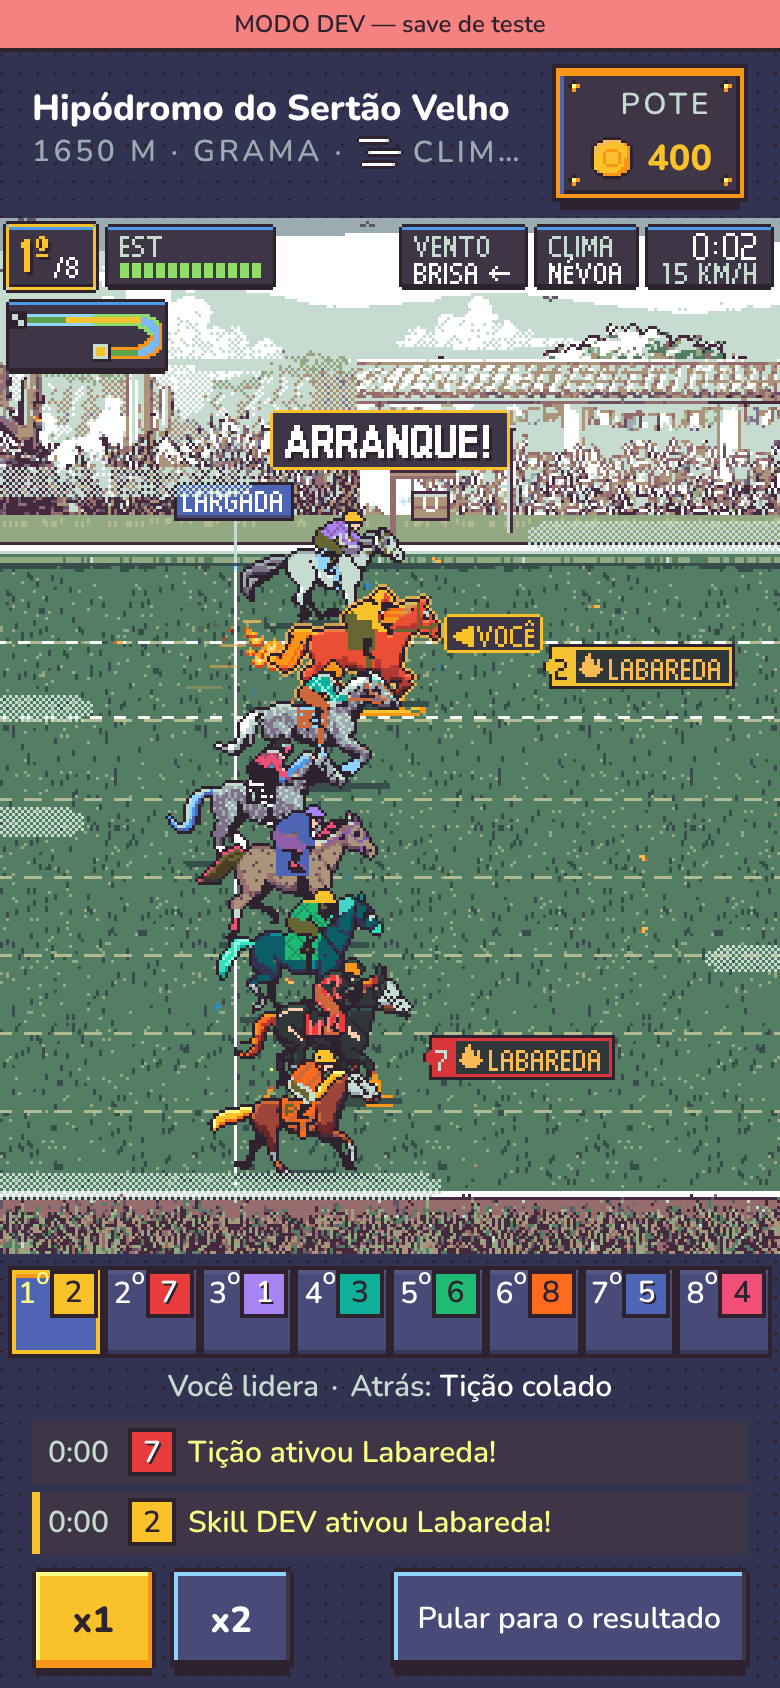 MODO DEV — save de teste
Hipódromo do Sertão Velho
1650 M · GRAMA · CLIM...
POTE
400
1º/8
EST
VENTO
BRISA ←
CLIMA
NÉVOA
0:02
15 KM/H
ARRANQUE!
LARGADA
VOCÊ
2 LABAREDA
7 LABAREDA
1º 2 2º 7 3º 1 4º 3 5º 6 6º 8 7º 5 8º 4
Você lidera · Atrás: Tição colado
0:00 7 Tição ativou Labareda!
0:00 2 Skill DEV ativou Labareda!
x1 x2 Pular para o resultado